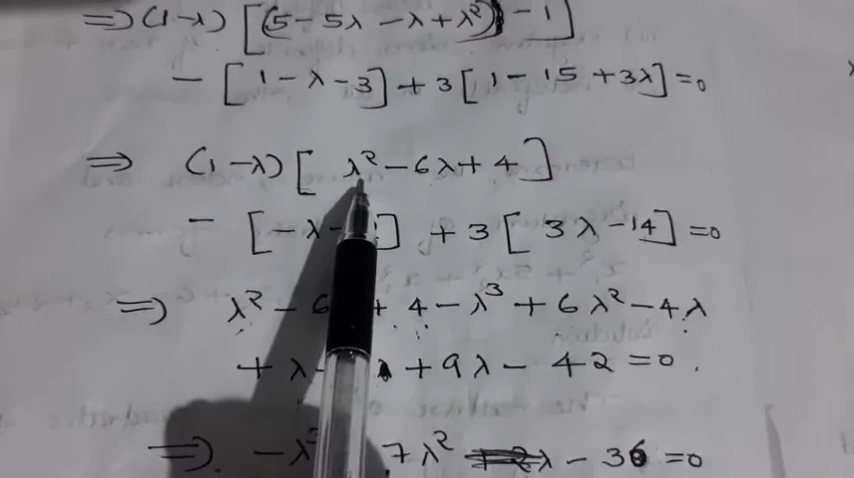 ⇒ (1-λ) [(5-5λ-λ+λ²) - 1]
- [1-λ-3] + 3[1-15+3λ]=0
⇒ (1-λ) [λ²-6λ+4]
- [-λ- ] + 3[3λ-14]=0
⇒ λ² - 6 + 4 - λ³ + 6λ² - 4λ
+ λ + 9λ - 42 = 0.
⇒ -λ 7λ² - 36 = 0